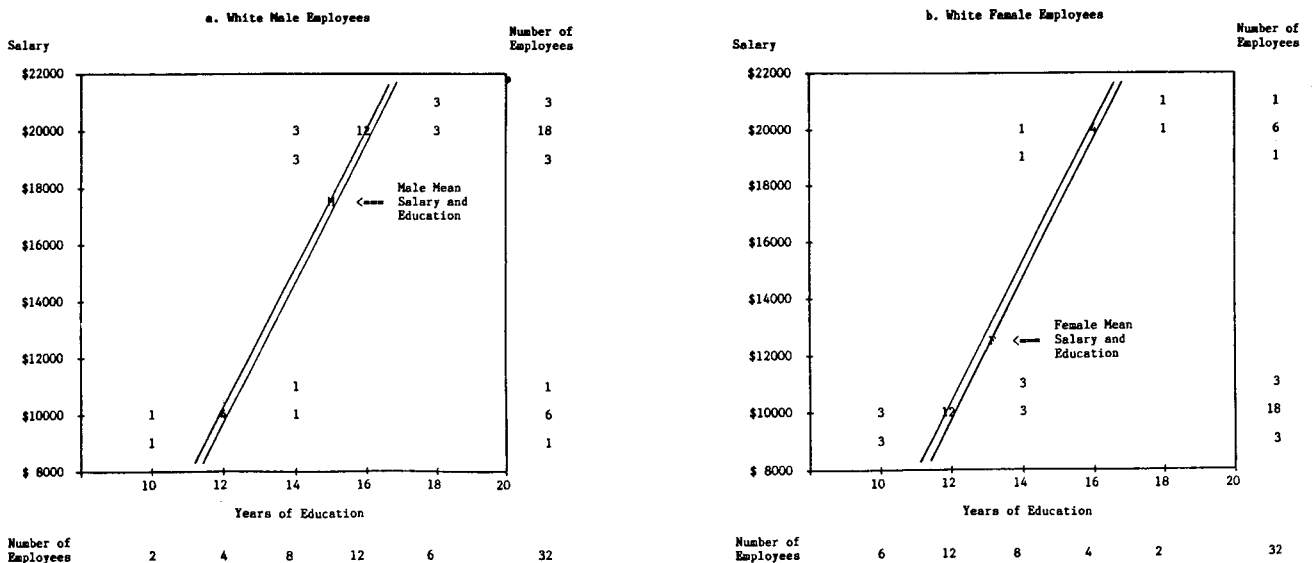 a. White Male Employees
Salary
Number of
Employees
$22000
3 3
$20000 3 12 3 18
3 3
$18000
M <--- Male Mean
Salary and
Education
$16000
$14000
$12000
1 1
$10000 1 4 1 6
1 1
$ 8000
10 12 14 16 18 20
Years of Education
Number of
Employees 2 4 8 12 6 32
b. White Female Employees
Salary
Number of
Employees
$22000
1 1
$20000 1 4 1 6
1 1
$18000
$16000
$14000
F <--- Female Mean
Salary and
Education
$12000
3 3
$10000 3 12 3 18
3 3
$ 8000
10 12 14 16 18 20
Years of Education
Number of
Employees 6 12 8 4 2 32